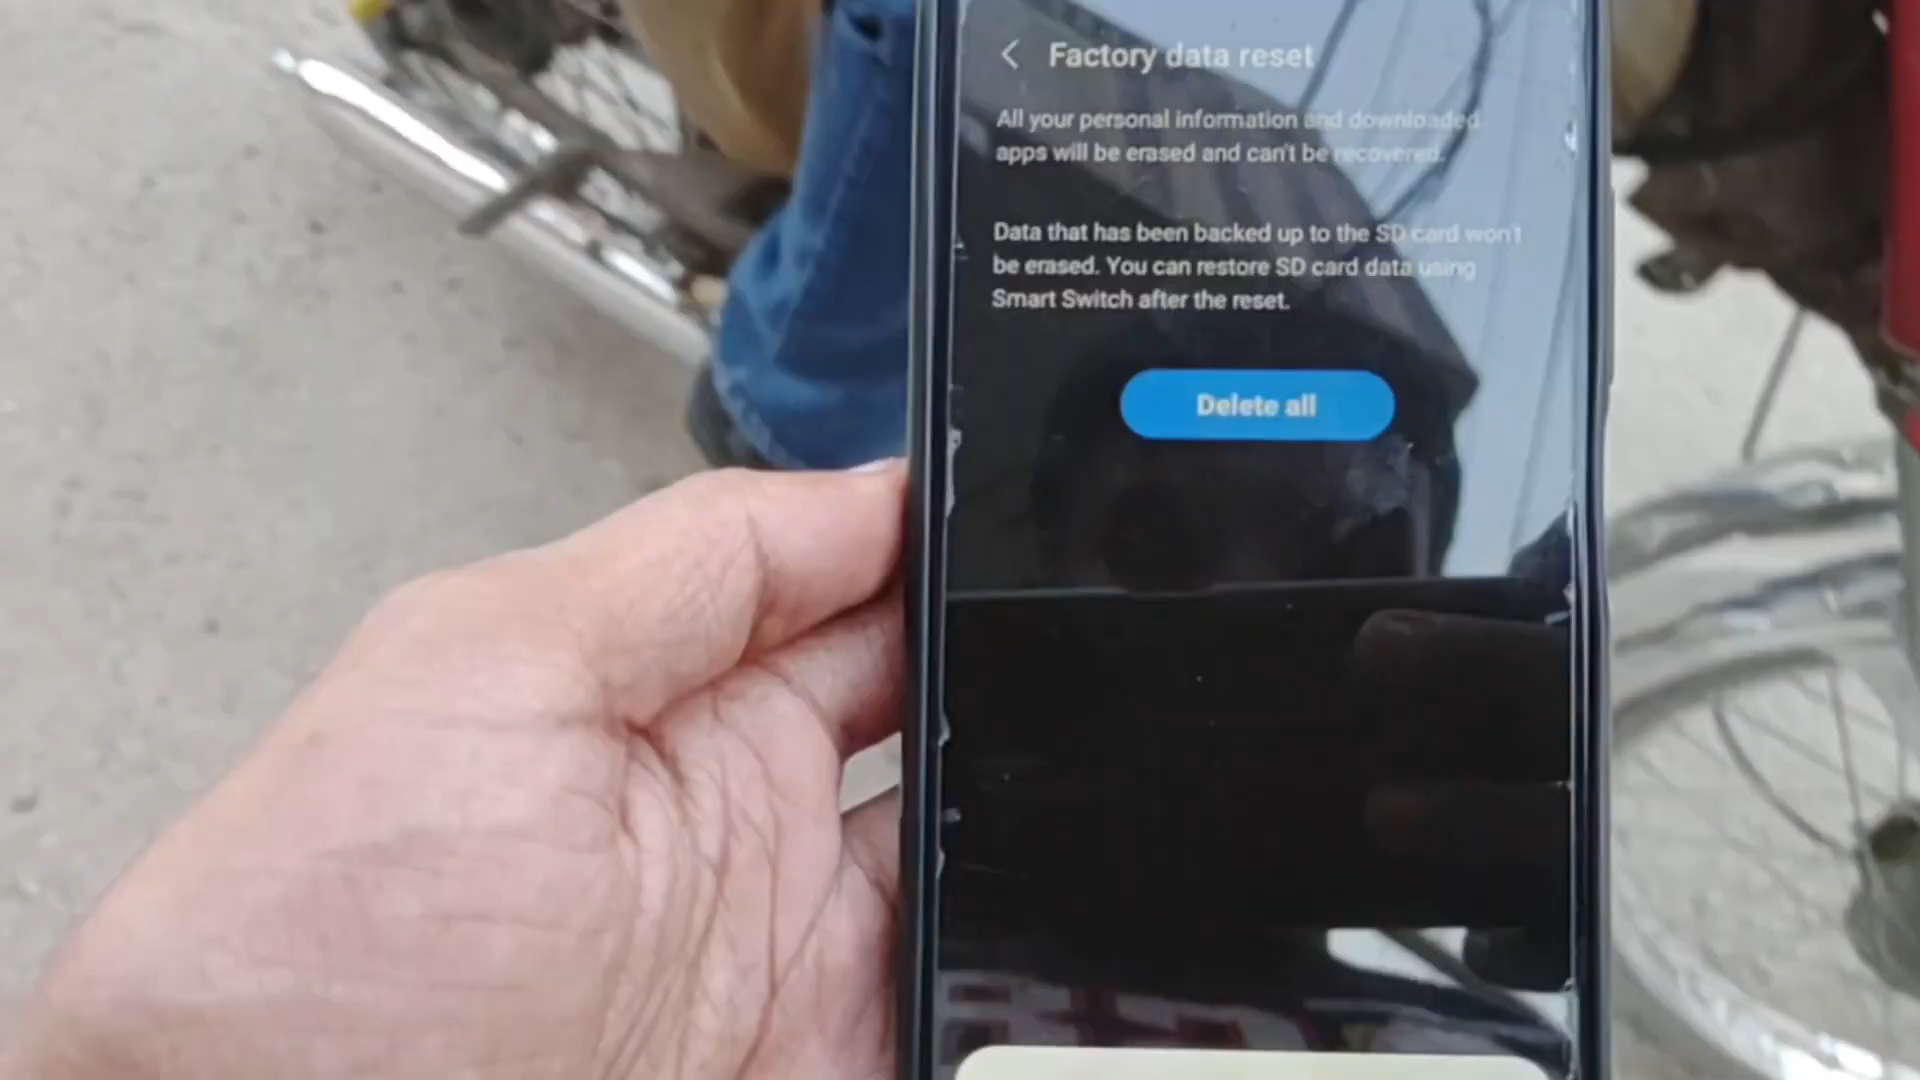 Factory data reset
All your personal information and downloaded
apps will be erased and can't be recovered.
Data that has been backed up to the SD card won't
be erased. You can restore SD card data using
Smart Switch after the reset.
Delete all